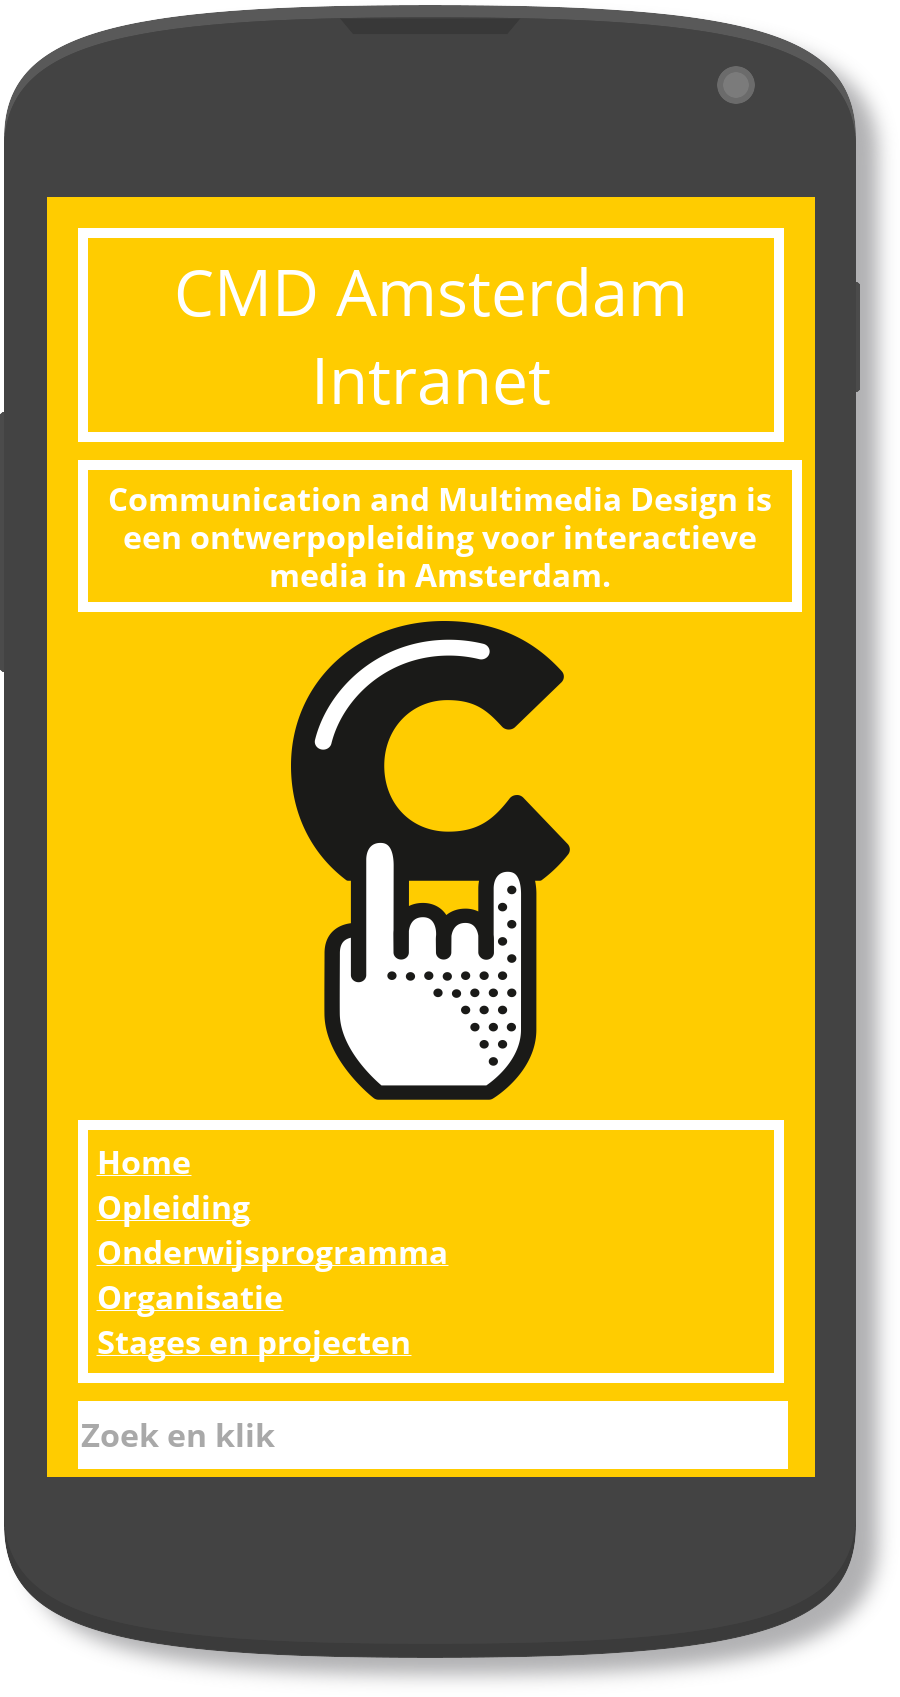 CMD Amsterdam
Intranet
Communication and Multimedia Design is
een ontwerpopleiding voor interactieve
media in Amsterdam.
C
Home
Opleiding
Onderwijsprogramma
Organisatie
Stages en projecten
Zoek en klik